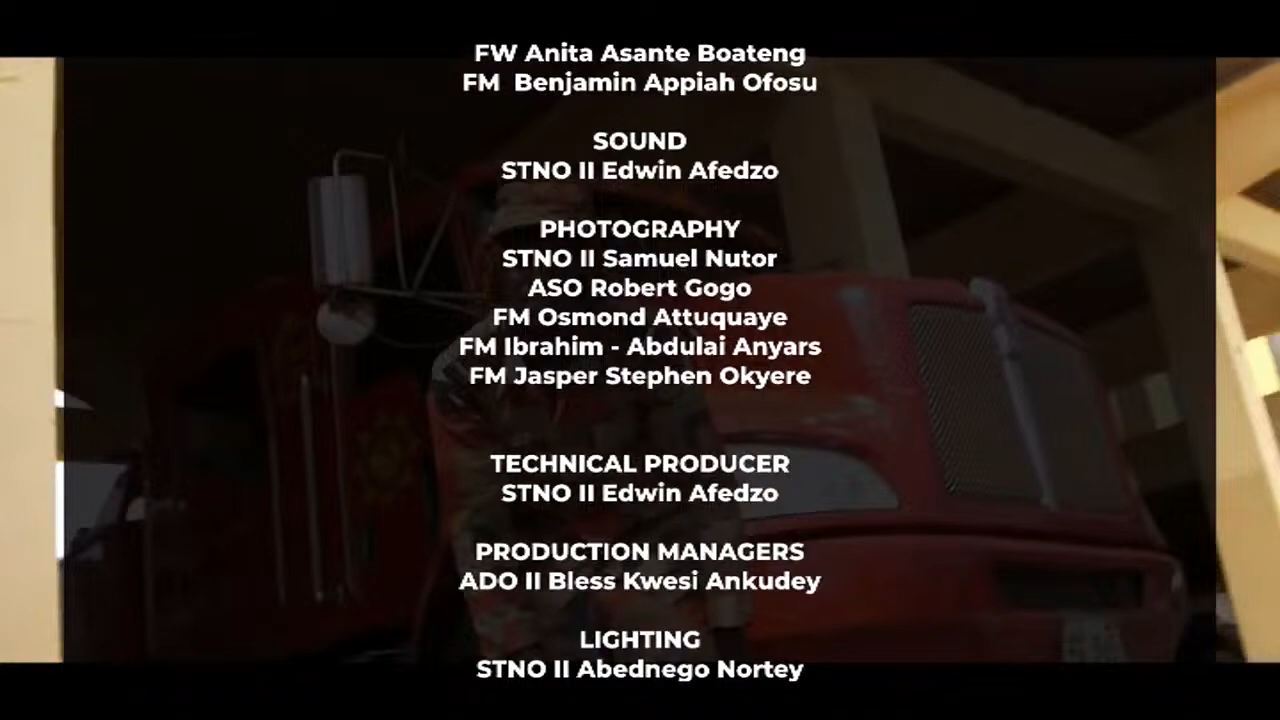 FW Anita Asante Boateng
FM Benjamin Appiah Ofosu
SOUND
STNO II Edwin Afedzo
PHOTOGRAPHY
STNO II Samuel Nutor
ASO Robert Gogo
FM Osmond Attuquaye
FM Ibrahim - Abdulai Anyars
FM Jasper Stephen Okyere
TECHNICAL PRODUCER
STNO II Edwin Afedzo
PRODUCTION MANAGERS
ADO II Bless Kwesi Ankudey
LIGHTING
STNO II Abednego Nortey